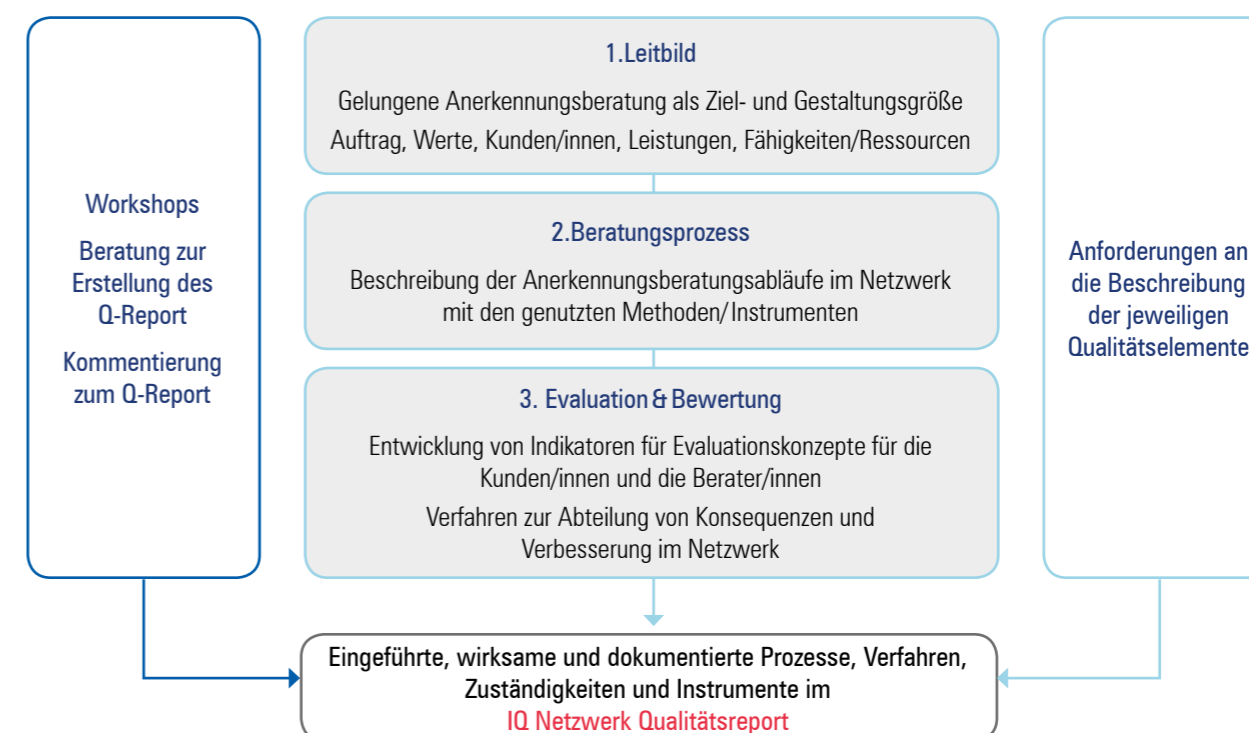 Workshops
Beratung zur
Erstellung des
Q-Report
Kommentierung
zum Q-Report
1.Leitbild
Gelungene Anerkennungsberatung als Ziel- und Gestaltungsgröße
Auftrag, Werte, Kunden/innen, Leistungen, Fähigkeiten/Ressourcen
2.Beratungsprozess
Beschreibung der Anerkennungsberatungsabläufe im Netzwerk
mit den genutzten Methoden/Instrumenten
3. Evaluation & Bewertung
Entwicklung von Indikatoren für Evaluationskonzepte für die
Kunden/innen und die Berater/innen
Verfahren zur Abteilung von Konsequenzen und
Verbesserung im Netzwerk
Anforderungen an
die Beschreibung
der jeweiligen
Qualitätselemente
Eingeführte, wirksame und dokumentierte Prozesse, Verfahren,
Zuständigkeiten und Instrumente im
IQ Netzwerk Qualitätsreport